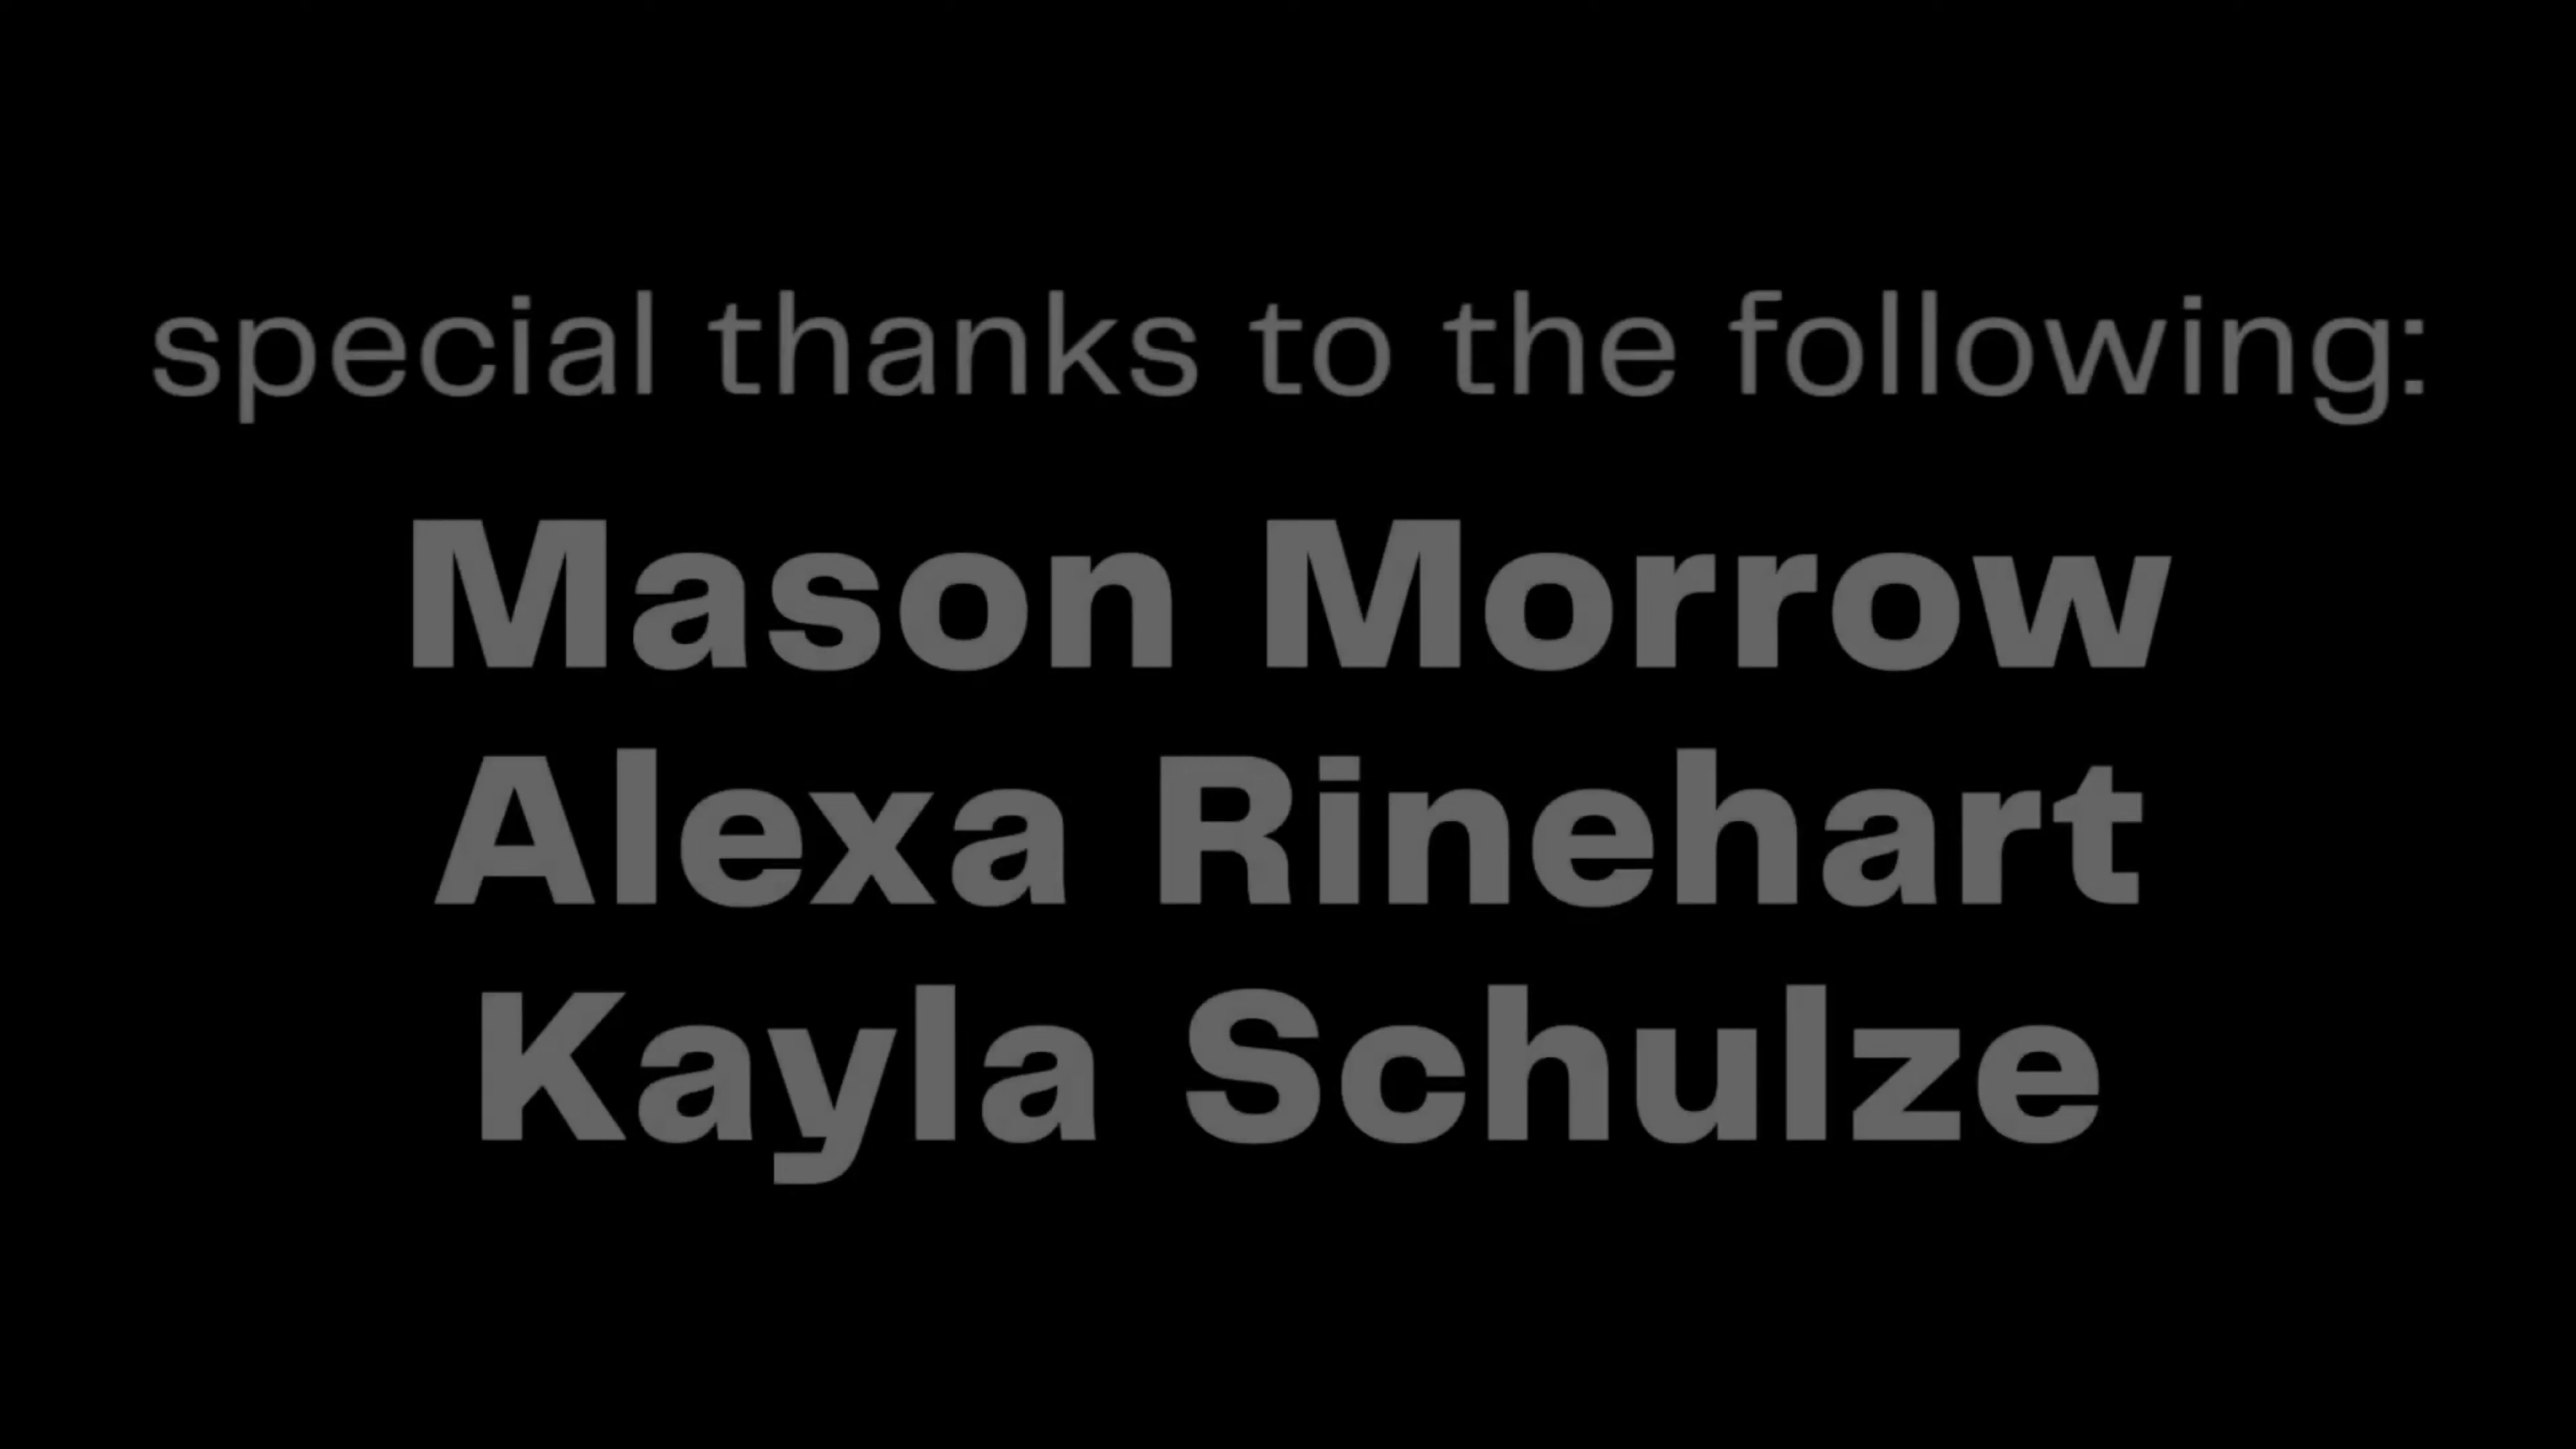 special thanks to the following:
Mason Morrow
Alexa Rinehart
Kayla Schulze